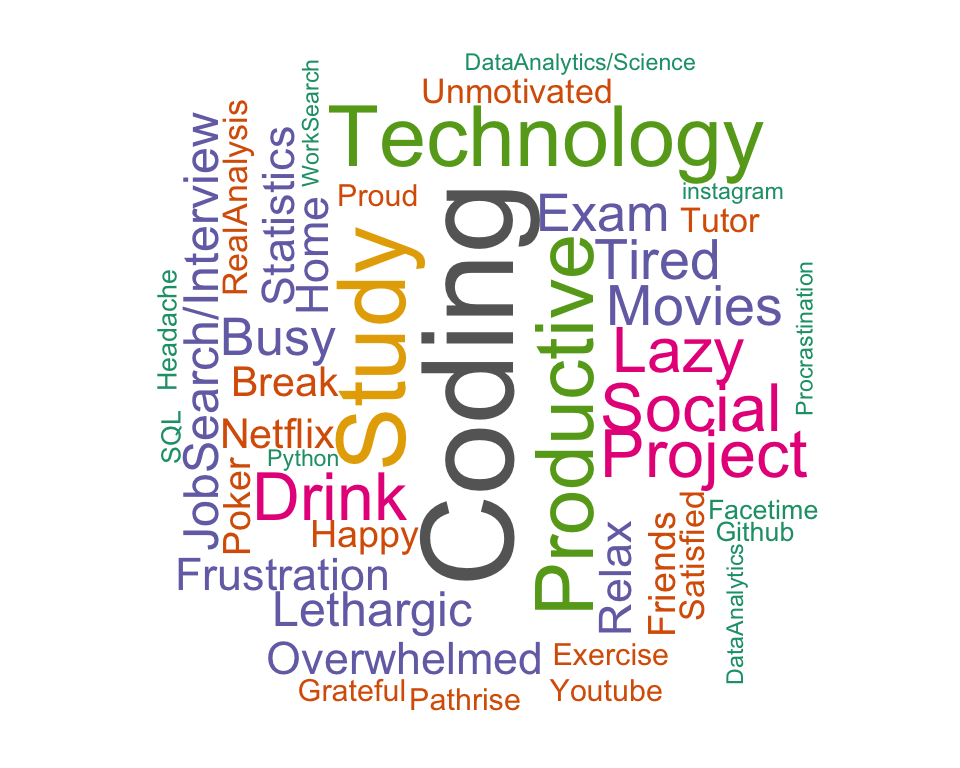 DataAnalytics/Science
Unmotivated
Technology
WorkSearch
RealAnalysis
JobSearch/Interview
Statistics
Home
Proud
Study
Coding
Exam
instagram
Tutor
Productive
Tired
Movies
Procrastination
Headache
Busy
Lazy
Break
Social
SQL
Netflix
Project
Python
Poker
Drink
Happy
Facetime
Github
Satisfied
Friends
Relax
DataAnalytics
Frustration
Lethargic
Overwhelmed
Exercise
Grateful
Pathrise
Youtube